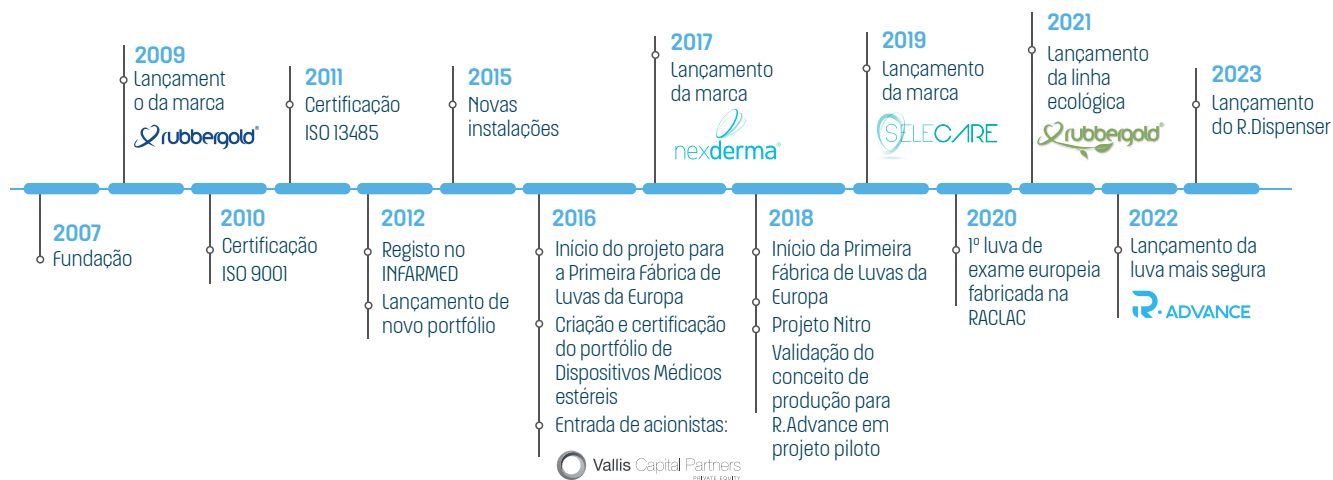 2007
Fundação
2009
Lançament
o da marca
rubbergold®
2010
Certificação
ISO 9001
2011
Certificação
ISO 13485
2012
Registo no
INFARMED
Lançamento de
novo portfólio
2015
Novas
instalações
2016
Início do projeto para
a Primeira Fábrica de
Luvas da Europa
Criação e certificação
do portfólio de
Dispositivos Médicos
estéreis
Entrada de acionistas:
Vallis Capital Partners
PRIVATE EQUITY
2017
Lançamento
da marca
nexderma®
2018
Início da Primeira
Fábrica de Luvas da
Europa
Projeto Nitro
Validação do
conceito de
produção para
R.Advance em
projeto piloto
2019
Lançamento
da marca
SELECARE
2020
1º luva de
exame europeia
fabricada na
RACLAC
2021
Lançamento
da linha
ecológica
rubbergold®
2022
Lançamento da
luva mais segura
R·ADVANCE
2023
Lançamento
do R.Dispenser